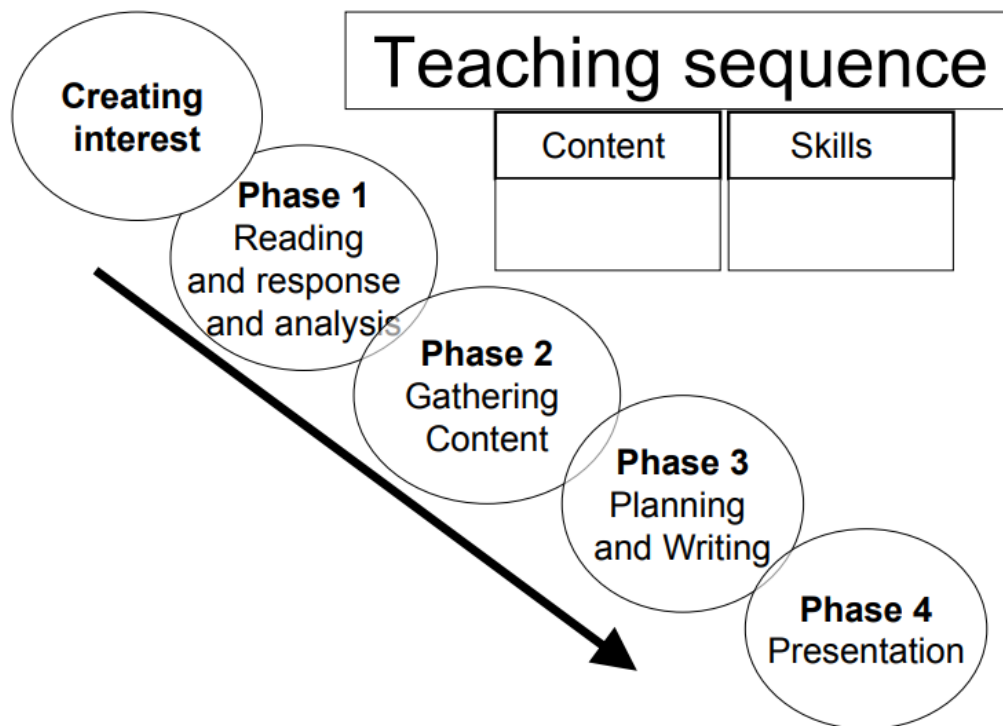 Teaching sequence
Content
Skills
Creating
interest
Phase 1
Reading
and response
and analysis
Phase 2
Gathering
Content
Phase 3
Planning
and Writing
Phase 4
Presentation